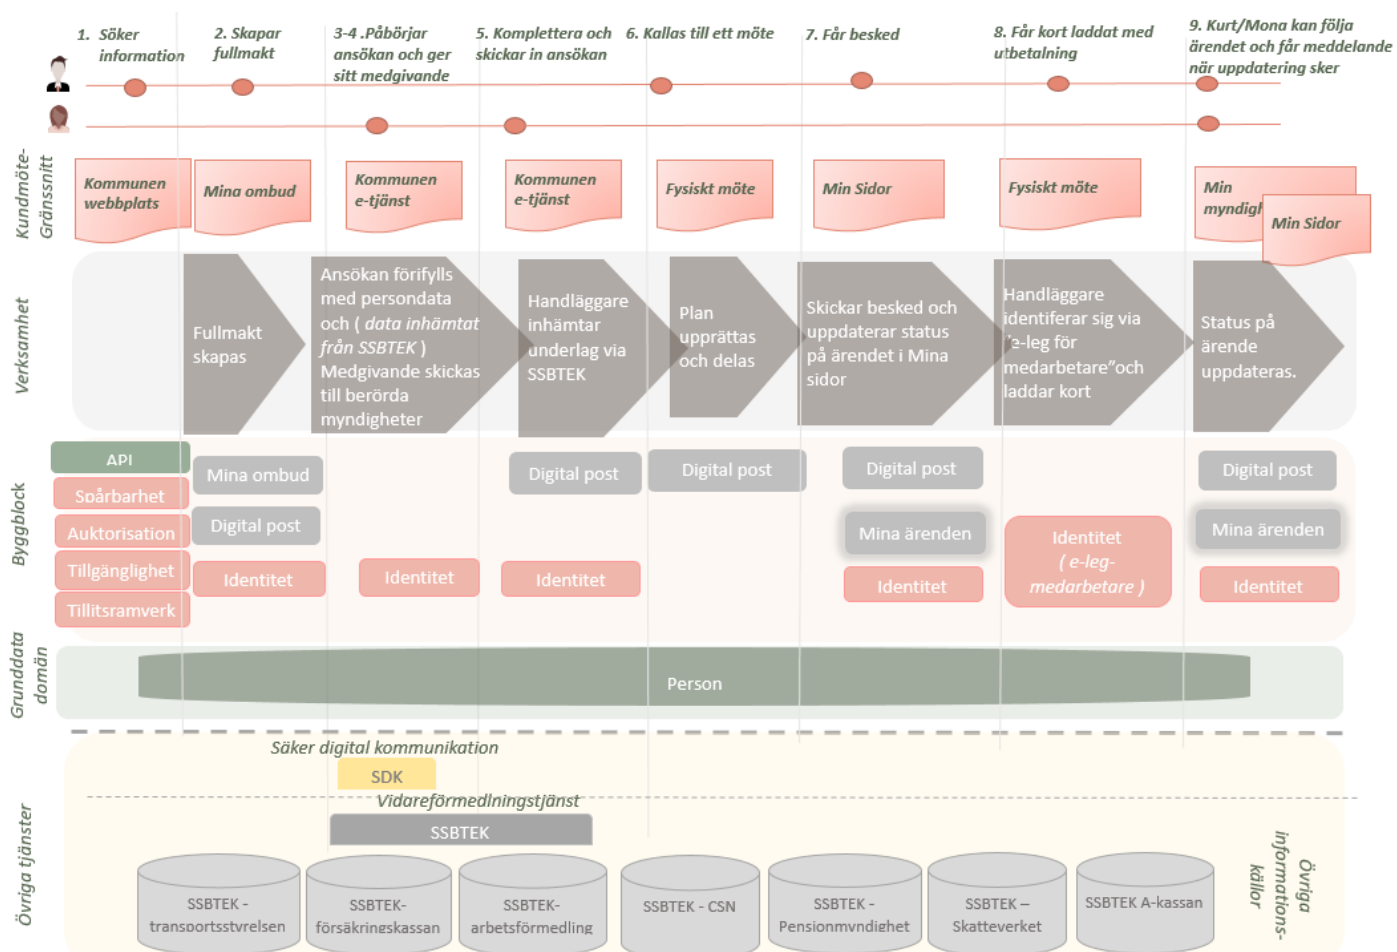 1. Söker
information
2. Skapar
fullmakt
3-4 .Påbörjar
ansökan och ger
sitt medgivande
5. Komplettera och
skickar in ansökan
6. Kallas till ett möte
7. Får besked
8. Får kort laddat med
utbetalning
9. Kurt/Mona kan följa
ärendet och får meddelande
när uppdatering sker
Kundmöte-
Gränssnitt
Kommunen
webbplats
Mina ombud
Kommunen
e-tjänst
Kommunen
e-tjänst
Fysiskt möte
Min Sidor
Fysiskt möte
Min
myndigh
Min Sidor
Verksamhet
Fullmakt
skapas
Ansökan förifylls
med persondata
och ( data inhämtat
från SSBTEK )
Medgivande skickas
till berörda
myndigheter
Handläggare
inhämtar
underlag via
SSBTEK
Plan
upprättas
och delas
Skickar besked och
uppdaterar status
på ärendet i Mina
sidor
Handläggare
identiferar sig via
"e-leg för
medarbetare"och
laddar kort
Status på
ärende
uppdateras.
Byggblock
API
Spårbarhet
Auktorisation
Tillgänglighet
Tillitsramverk
Mina ombud
Digital post
Identitet
Identitet
Digital post
Identitet
Digital post
Digital post
Mina ärenden
Identitet
Identitet
( e-leg-
medarbetare )
Digital post
Mina ärenden
Identitet
Grunddata
domän
Person
Övriga tjänster
Säker digital kommunikation
SDK
Vidareförmedlningstjänst
SSBTEK
SSBTEK -
transportsstyrelsen
SSBTEK-
försäkringskassan
SSBTEK-
arbetsförmedling
SSBTEK - CSN
SSBTEK -
Pensionmyndighet
SSBTEK –
Skatteverket
SSBTEK A-kassan
Övriga
informations-
källor